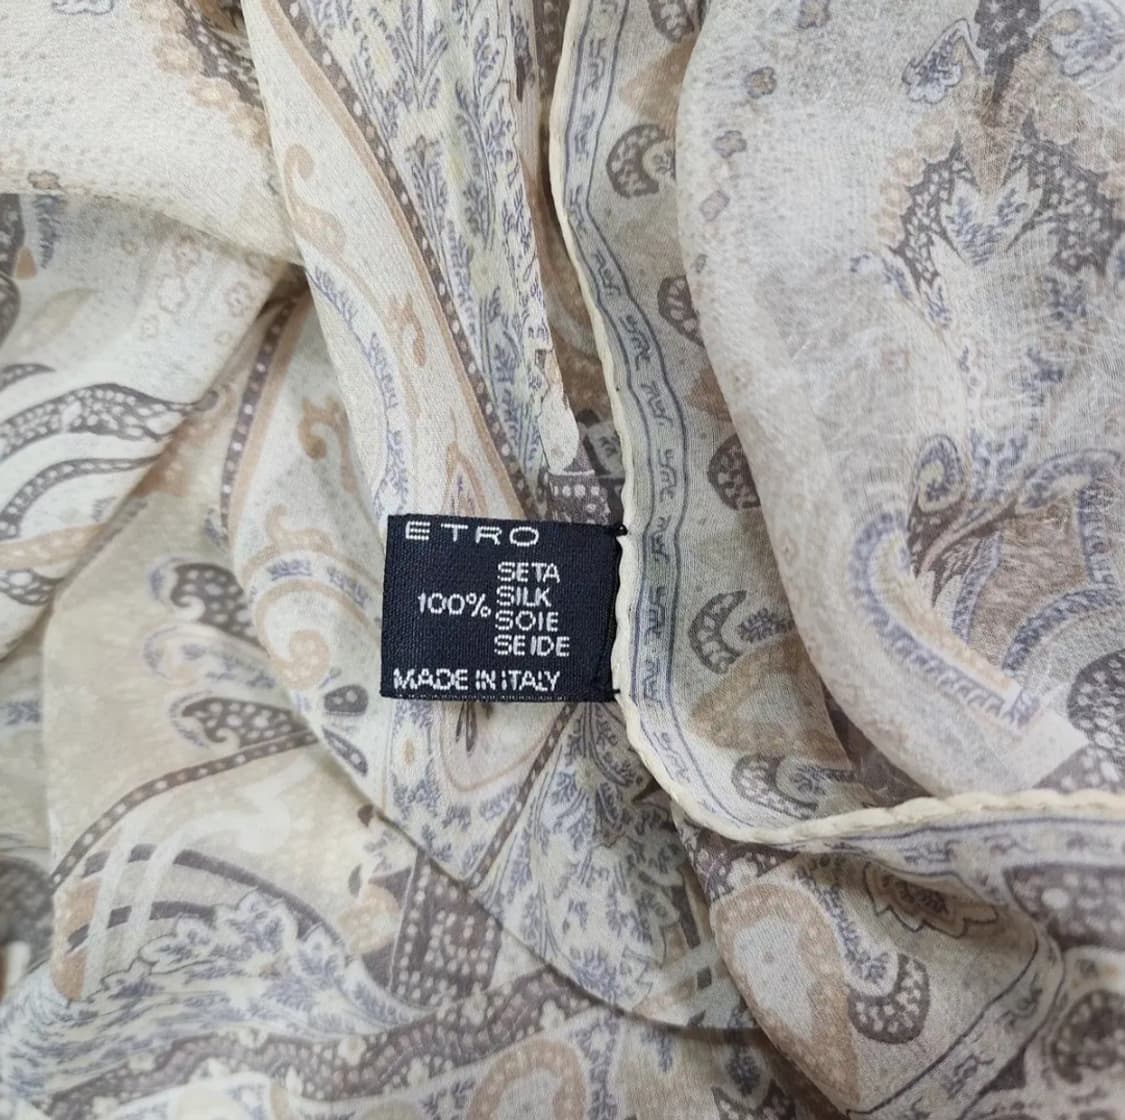 ETRO
SETA
100% SILK
SOIE
SEIDE
MADE IN ITALY